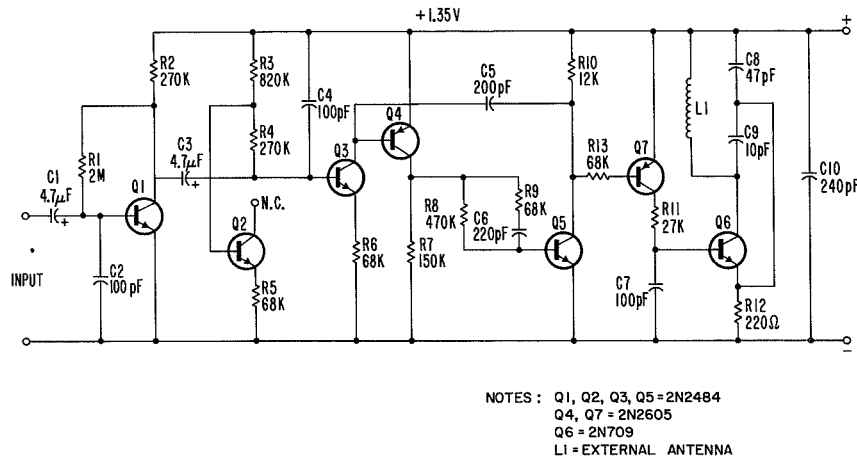 +1.35V
+
R2
270K
R3
820K
C4
100pF
C5
200pF
R10
12K
C8
47pF
L1
C9
10pF
C10
240pF
R1
2M
C3
4.7μF
+
R4
270K
Q3
Q4
R13
68K
Q7
C1
4.7μF
+
Q1
N.C.
Q2
R8
470K
C6
220pF
R9
68K
Q5
R11
27K
Q6
INPUT
C2
100pF
R5
68K
R6
68K
R7
150K
C7
100pF
R12
220Ω
–
NOTES: Q1, Q2, Q3, Q5=2N2484
Q4, Q7 = 2N2605
Q6 = 2N709
L1 = EXTERNAL ANTENNA